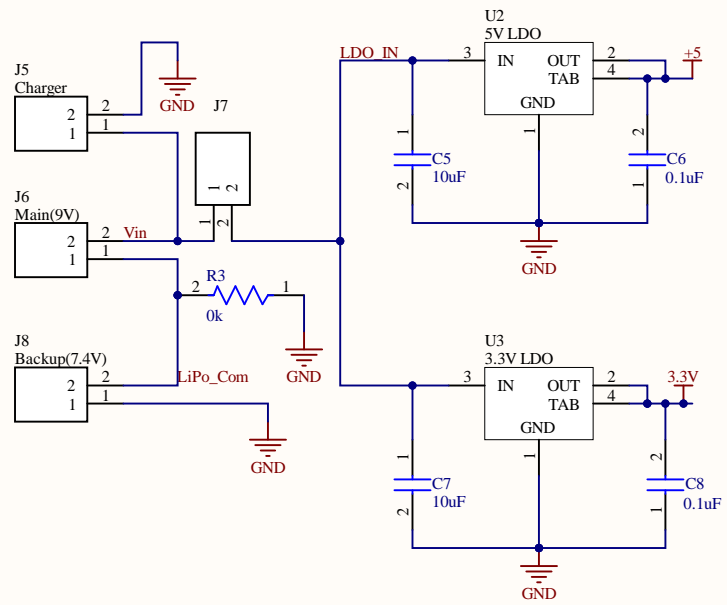 J5
Charger
2
1
2
1
GND
J7
1
2
1
2
J6
Main(9V)
2
1
2
1
Vin
R3
2
1
0k
GND
J8
Backup(7.4V)
2
1
2
1
LiPo_Com
GND
LDO_IN
U2
5V LDO
3
IN
OUT
2
TAB
4
GND
1
+5
1
C5
10uF
2
2
C6
0.1uF
1
GND
U3
3.3V LDO
3
IN
OUT
2
TAB
4
GND
1
3.3V
1
C7
10uF
2
2
C8
0.1uF
1
GND